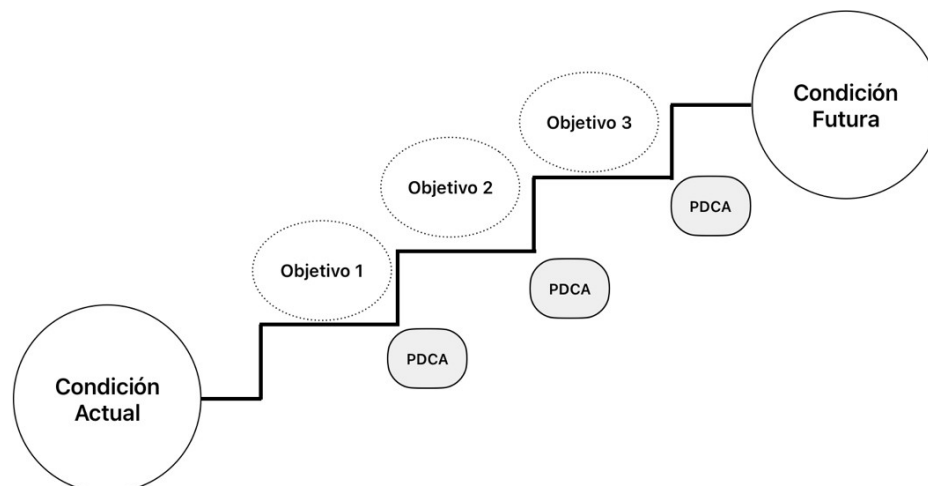 Condición
Futura
Objetivo 3
Objetivo 2
PDCA
Objetivo 1
PDCA
PDCA
Condición
Actual